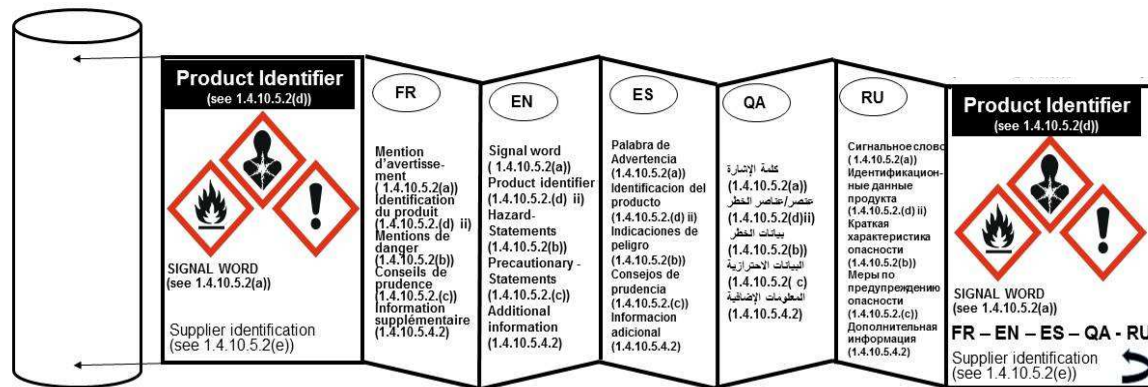 Product Identifier
(see 1.4.10.5.2(d))
SIGNAL WORD
(see 1.4.10.5.2(a))
Supplier identification
(see 1.4.10.5.2(e))
FR
Mention
d'avertisse-
ment
( 1.4.10.5.2(a))
Identification
du produit
(1.4.10.5.2.(d) ii)
Mentions de
danger
(1.4.10.5.2(b))
Conseils de
prudence
(1.4.10.5.2.(c))
Information
supplémentaire
(1.4.10.5.4.2)
EN
Signal word
( 1.4.10.5.2(a))
Product identifier
(1.4.10.5.2.(d) ii)
Hazard-
Statements
(1.4.10.5.2(b))
Precautionary -
Statements
(1.4.10.5.2.(c))
Additional
information
(1.4.10.5.4.2)
ES
Palabra de
Advertencia
(1.4.10.5.2(a))
Identificacion del
producto
(1.4.10.5.2.(d) ii
Indicaciones de
peligro
(1.4.10.5.2(b))
Consejos de
prudencia
(1.4.10.5.2.(c))
Informacion
adicional
(1.4.10.5.4.2)
QA
كلمة الإشارة
(1.4.10.5.2(a))
عنصر/عناصر الخطر
(1.4.10.5.2(d)ii)
بيانات الخطر
(1.4.10.5.2(b))
البيانات الاحترازية
(1.4.10.5.2( c)
المعلومات الإضافية
(1.4.10.5.4.2)
RU
Сигнальное слово
( 1.4.10.5.2(a))
Идентификацион-
ные данные
продукта
(1.4.10.5.2.(d) ii
Краткая
характеристика
опасности
(1.4.10.5.2(b))
Меры по
предупреждению
опасности
(1.4.10.5.2.(c))
Дополнительная
информация
(1.4.10.5.4.2)
Product Identifier
(see 1.4.10.5.2(d))
SIGNAL WORD
(see 1.4.10.5.2(a))
FR – EN – ES – QA - RU
Supplier identification
(see 1.4.10.5.2(e))